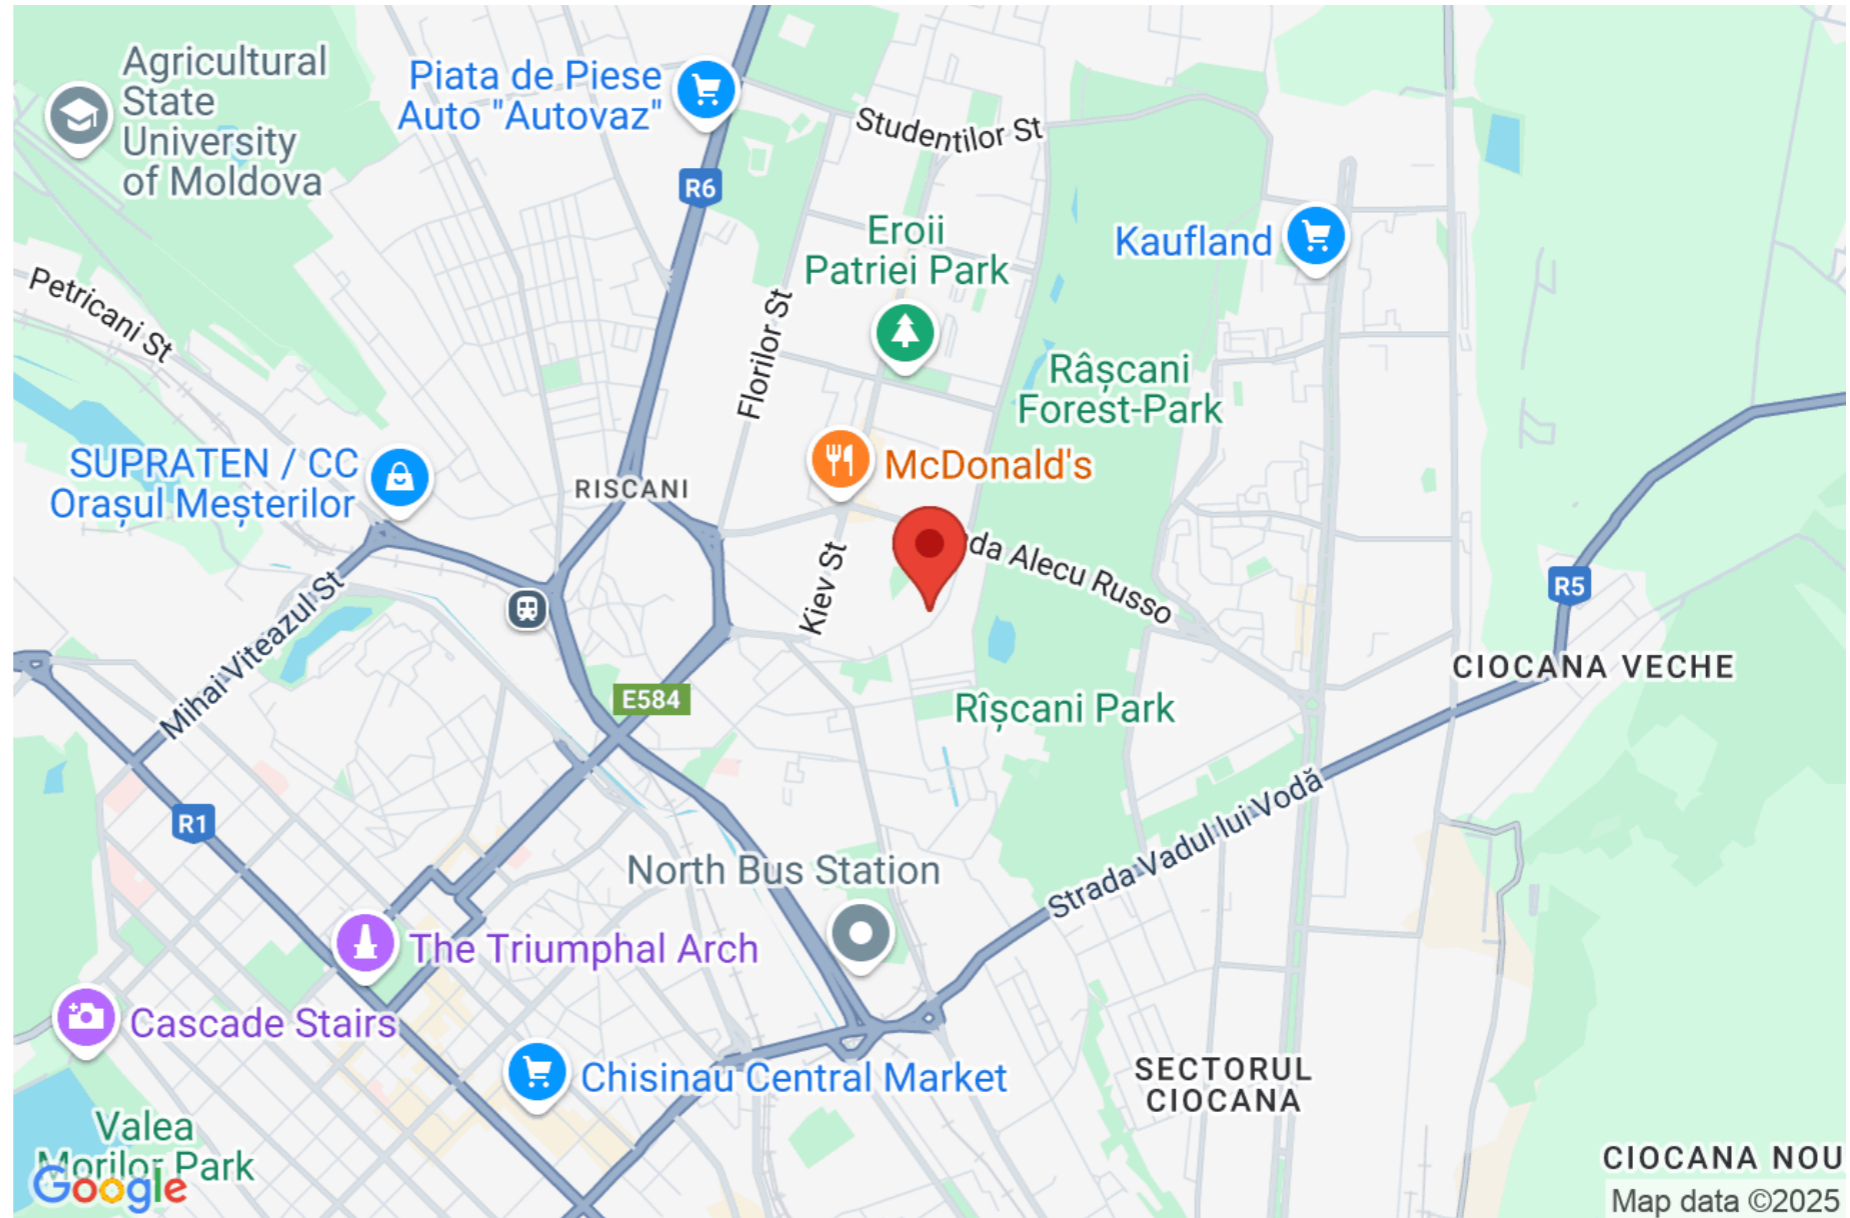 Agricultural
State
University
of Moldova
Piata de Piese
Auto "Autovaz"
R6
Studentilor St
Eroii
Patriei Park
Kaufland
Petricani St
Florilor St
Râșcani
Forest-Park
SUPRATEN / CC
Orașul Meșterilor
RISCANI
McDonald's
da Alecu Russo
Kiev St
R5
Mihai Viteazul St
CIOCANA VECHE
E584
Rîșcani Park
R1
Strada Vadul lui Vodă
North Bus Station
The Triumphal Arch
Cascade Stairs
Chisinau Central Market
SECTORUL
CIOCANA
Valea
Morilor Park
CIOCANA NOU
Google
Map data ©2025